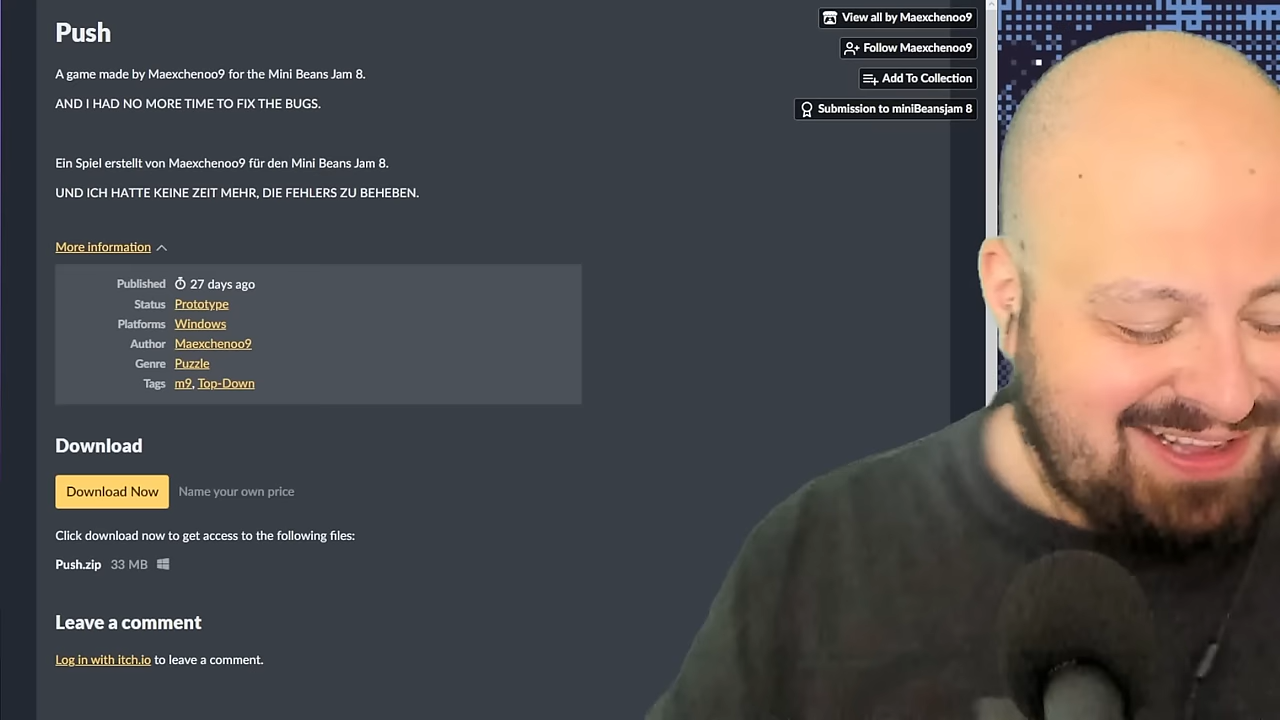 Push
View all by Maexchenoo9
Follow Maexchenoo9
Add To Collection
Submission to miniBeansjam 8
A game made by Maexchenoo9 for the Mini Beans Jam 8.
AND I HAD NO MORE TIME TO FIX THE BUGS.
Ein Spiel erstellt von Maexchenoo9 für den Mini Beans Jam 8.
UND ICH HATTE KEINE ZEIT MEHR, DIE FEHLERS ZU BEHEBEN.
More information
Published 27 days ago
Status Prototype
Platforms Windows
Author Maexchenoo9
Genre Puzzle
Tags m9, Top-Down
Download
Download Now Name your own price
Click download now to get access to the following files:
Push.zip 33 MB
Leave a comment
Log in with itch.io to leave a comment.